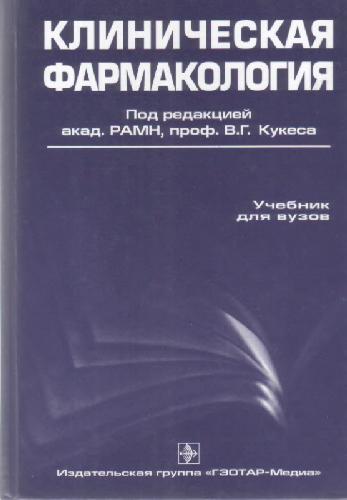 КЛИНИЧЕСКАЯ
ФАРМАКОЛОГИЯ
Под редакцией
акад. РАМН, проф. В.Г. Кукеса
Учебник
для вузов
Издательская группа «ГЭОТАР-Медиа»